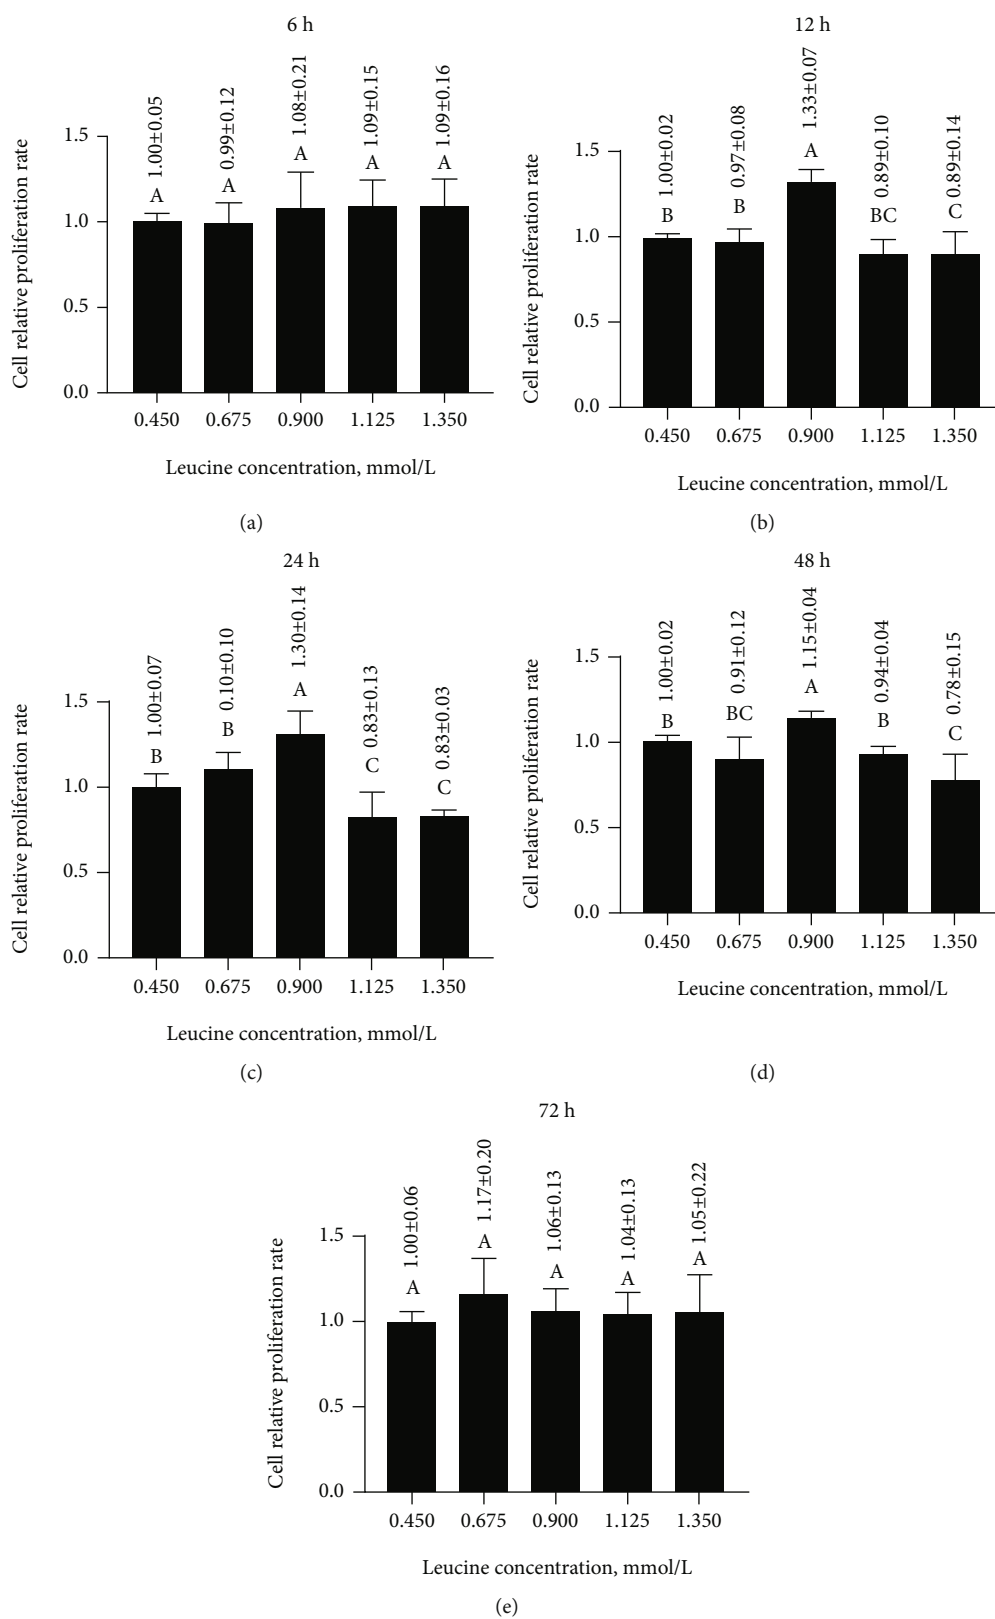 6 h
Cell relative proliferation rate
1.5
1.0
0.5
0.0
A 1.00±0.05
A 0.99±0.12
A 1.08±0.21
A 1.09±0.15
A 1.09±0.16
0.450 0.675 0.900 1.125 1.350
Leucine concentration, mmol/L
(a)
12 h
Cell relative proliferation rate
1.5
1.0
0.5
0.0
B 1.00±0.02
B 0.97±0.08
A 1.33±0.07
BC 0.89±0.10
C 0.89±0.14
0.450 0.675 0.900 1.125 1.350
Leucine concentration, mmol/L
(b)
24 h
Cell relative proliferation rate
1.5
1.0
0.5
0.0
B 1.00±0.07
B 0.10±0.10
A 1.30±0.14
C 0.83±0.13
C 0.83±0.03
0.450 0.675 0.900 1.125 1.350
Leucine concentration, mmol/L
(c)
48 h
Cell relative proliferation rate
1.5
1.0
0.5
0.0
B 1.00±0.02
BC 0.91±0.12
A 1.15±0.04
B 0.94±0.04
C 0.78±0.15
0.450 0.675 0.900 1.125 1.350
Leucine concentration, mmol/L
(d)
72 h
Cell relative proliferation rate
1.5
1.0
0.5
0.0
A 1.00±0.06
A 1.17±0.20
A 1.06±0.13
A 1.04±0.13
A 1.05±0.22
0.450 0.675 0.900 1.125 1.350
Leucine concentration, mmol/L
(e)